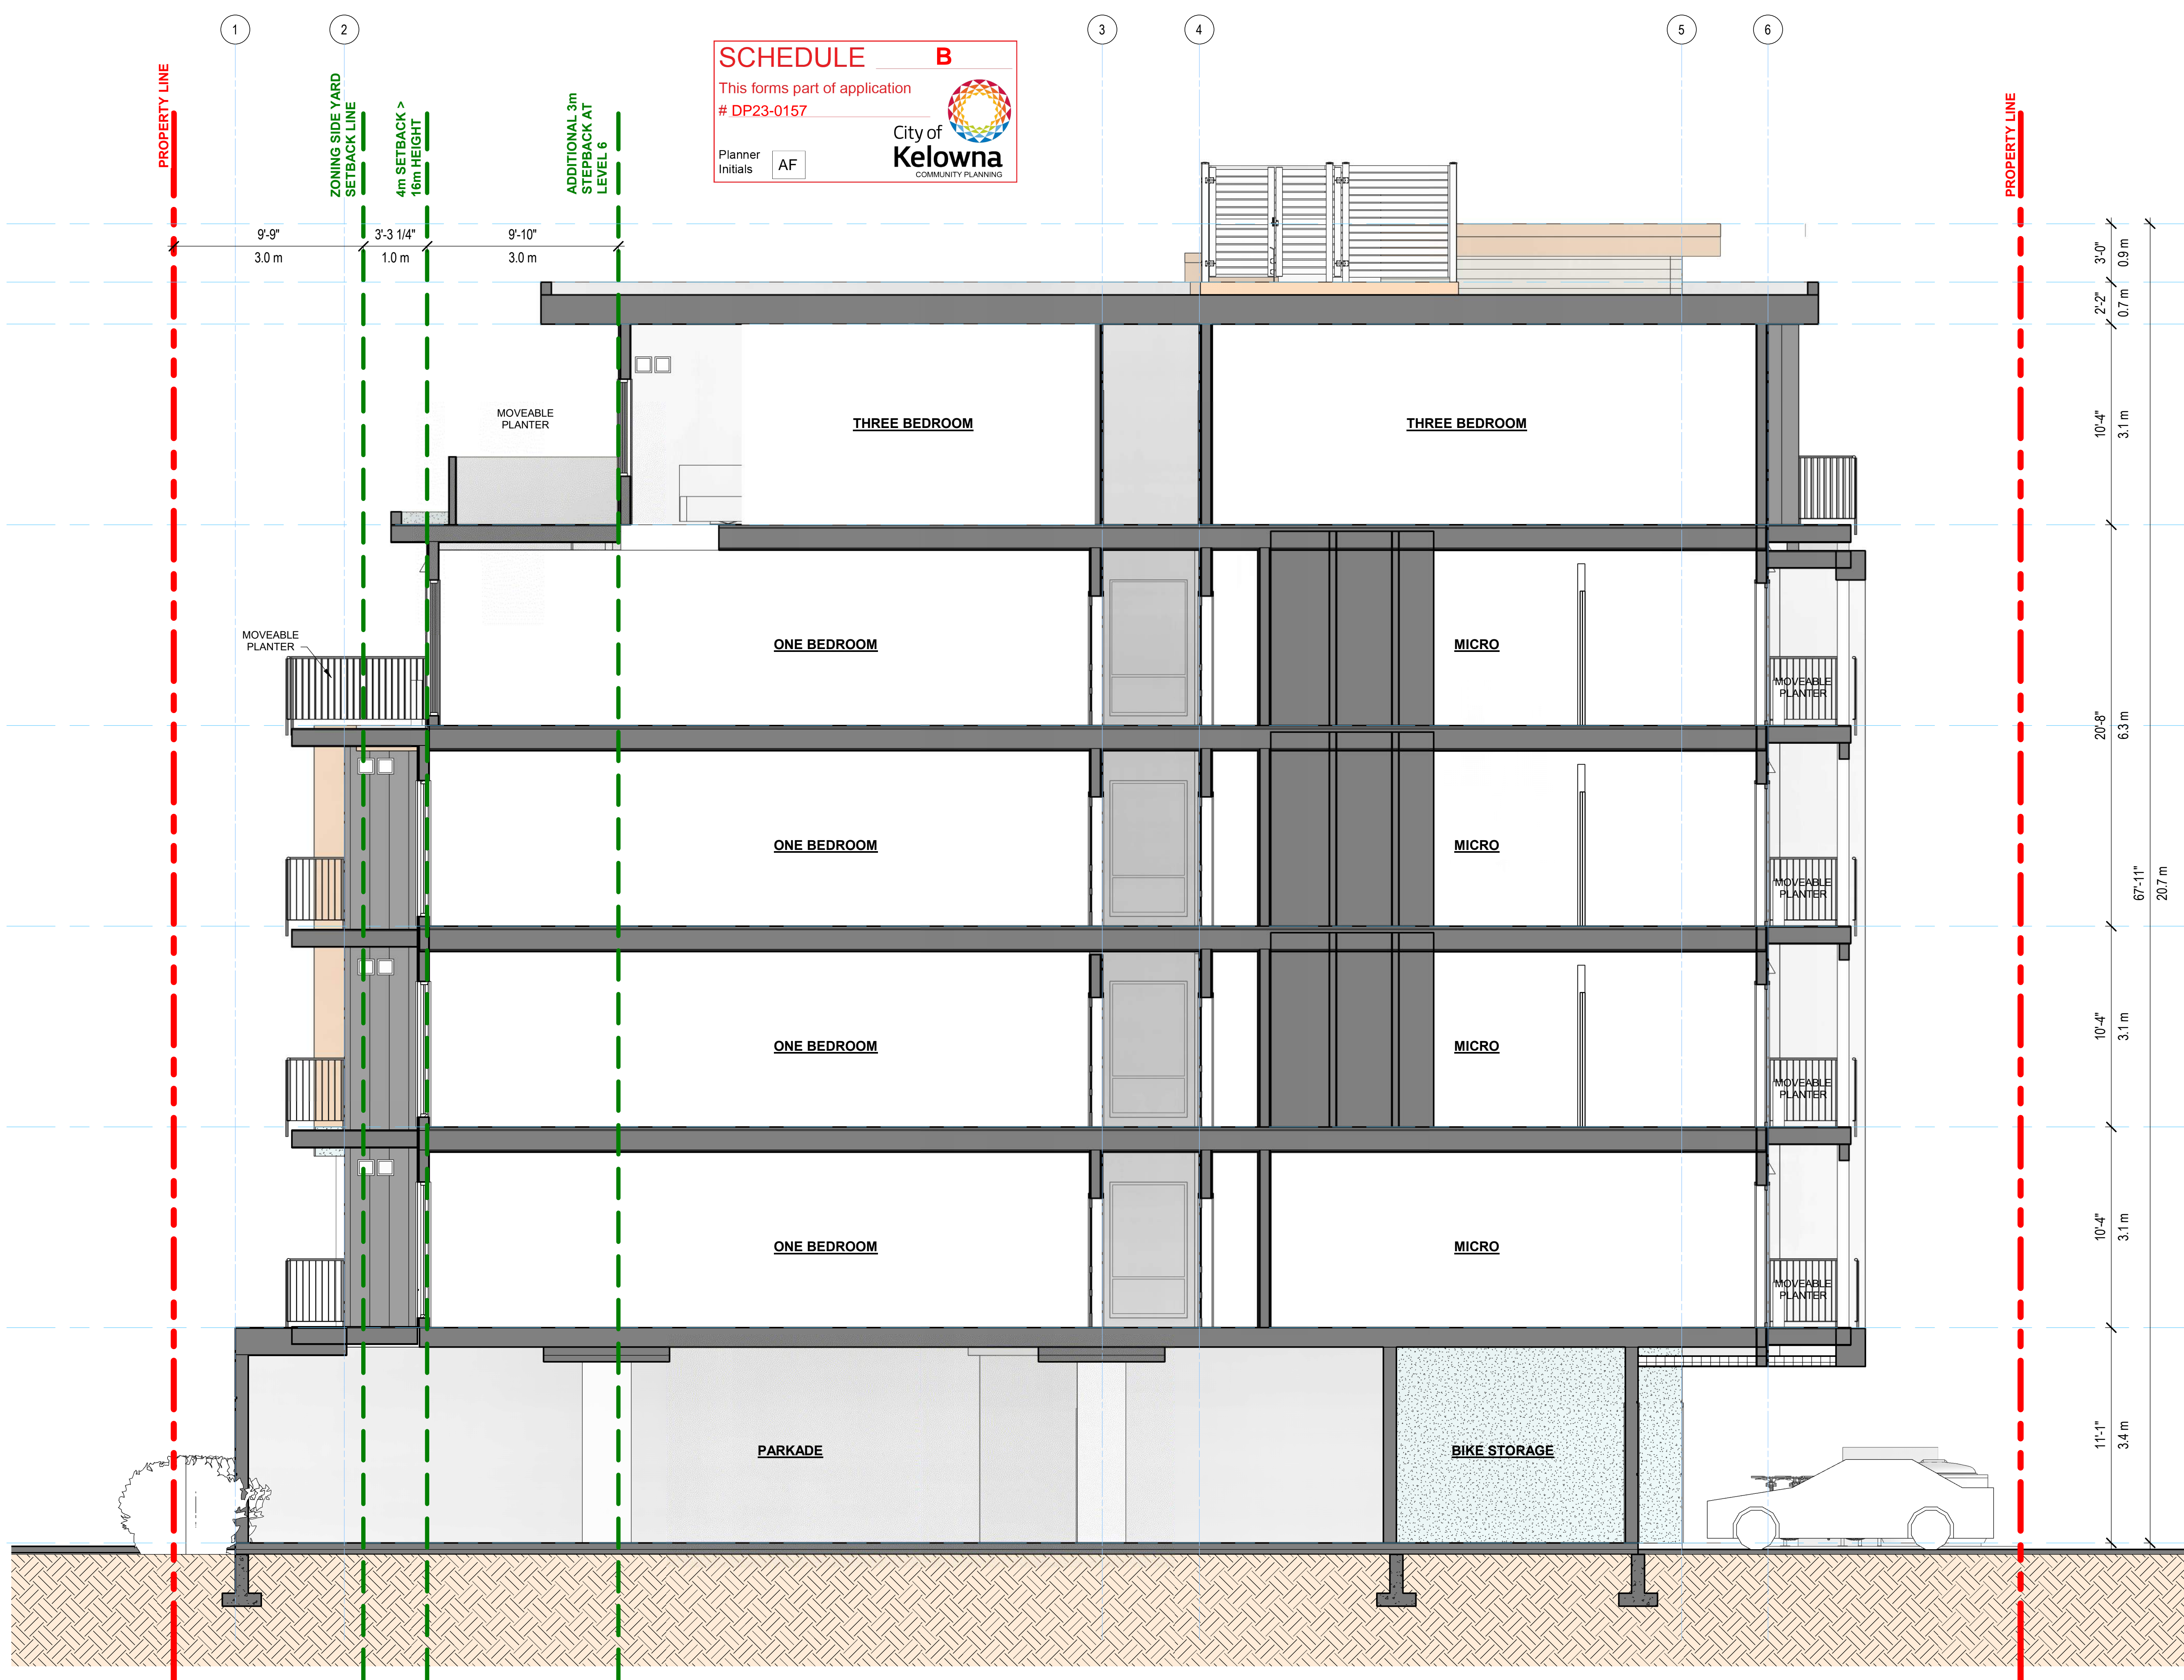 1
2
3
4
5
6
SCHEDULE B
This forms part of application
# DP23-0157
Planner
Initials
AF
City of
Kelowna
COMMUNITY PLANNING
PROPERTY LINE
ZONING SIDE YARD
SETBACK LINE
4m SETBACK >
16m HEIGHT
ADDITIONAL 3m
STEPBACK AT
LEVEL 6
PROPERTY LINE
9'-9"
3.0 m
3'-3 1/4"
1.0 m
9'-10"
3.0 m
3'-0"
0.9 m
2'-2"
0.7 m
MOVEABLE
PLANTER
THREE BEDROOM
THREE BEDROOM
10'-4"
3.1 m
MOVEABLE
PLANTER
ONE BEDROOM
MICRO
MOVEABLE
PLANTER
20'-8"
6.3 m
ONE BEDROOM
MICRO
MOVEABLE
PLANTER
67'-11"
20.7 m
ONE BEDROOM
MICRO
MOVEABLE
PLANTER
10'-4"
3.1 m
ONE BEDROOM
MICRO
MOVEABLE
PLANTER
10'-4"
3.1 m
PARKADE
BIKE STORAGE
11'-1"
3.4 m